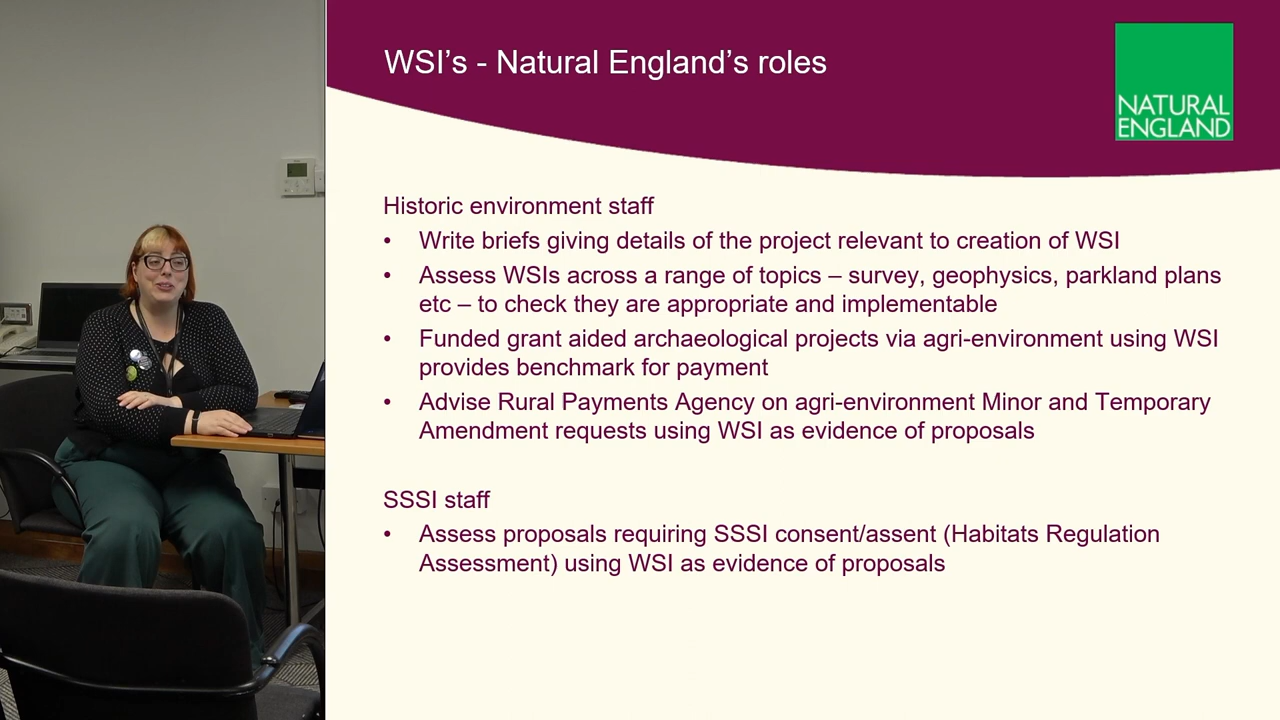 WSI’s - Natural England’s roles
NATURAL
ENGLAND
Historic environment staff
• Write briefs giving details of the project relevant to creation of WSI
• Assess WSIs across a range of topics – survey, geophysics, parkland plans
etc – to check they are appropriate and implementable
• Funded grant aided archaeological projects via agri-environment using WSI
provides benchmark for payment
• Advise Rural Payments Agency on agri-environment Minor and Temporary
Amendment requests using WSI as evidence of proposals
SSSI staff
• Assess proposals requiring SSSI consent/assent (Habitats Regulation
Assessment) using WSI as evidence of proposals